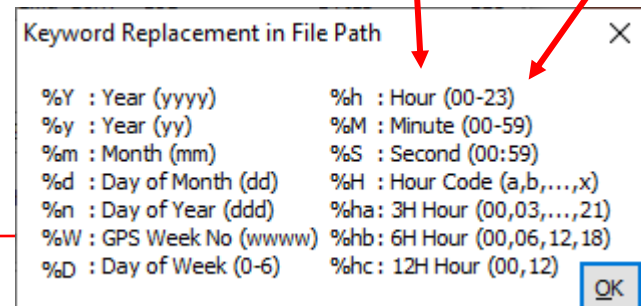 Keyword Replacement in File Path
%Y : Year (yyyy) %h : Hour (00-23)
%y : Year (yy) %M : Minute (00-59)
%m : Month (mm) %S : Second (00:59)
%d : Day of Month (dd) %H : Hour Code (a,b,...,x)
%n : Day of Year (ddd) %ha: 3H Hour (00,03,...,21)
%W : GPS Week No (wwww) %hb: 6H Hour (00,06,12,18)
%D : Day of Week (0-6) %hc: 12H Hour (00,12)
OK